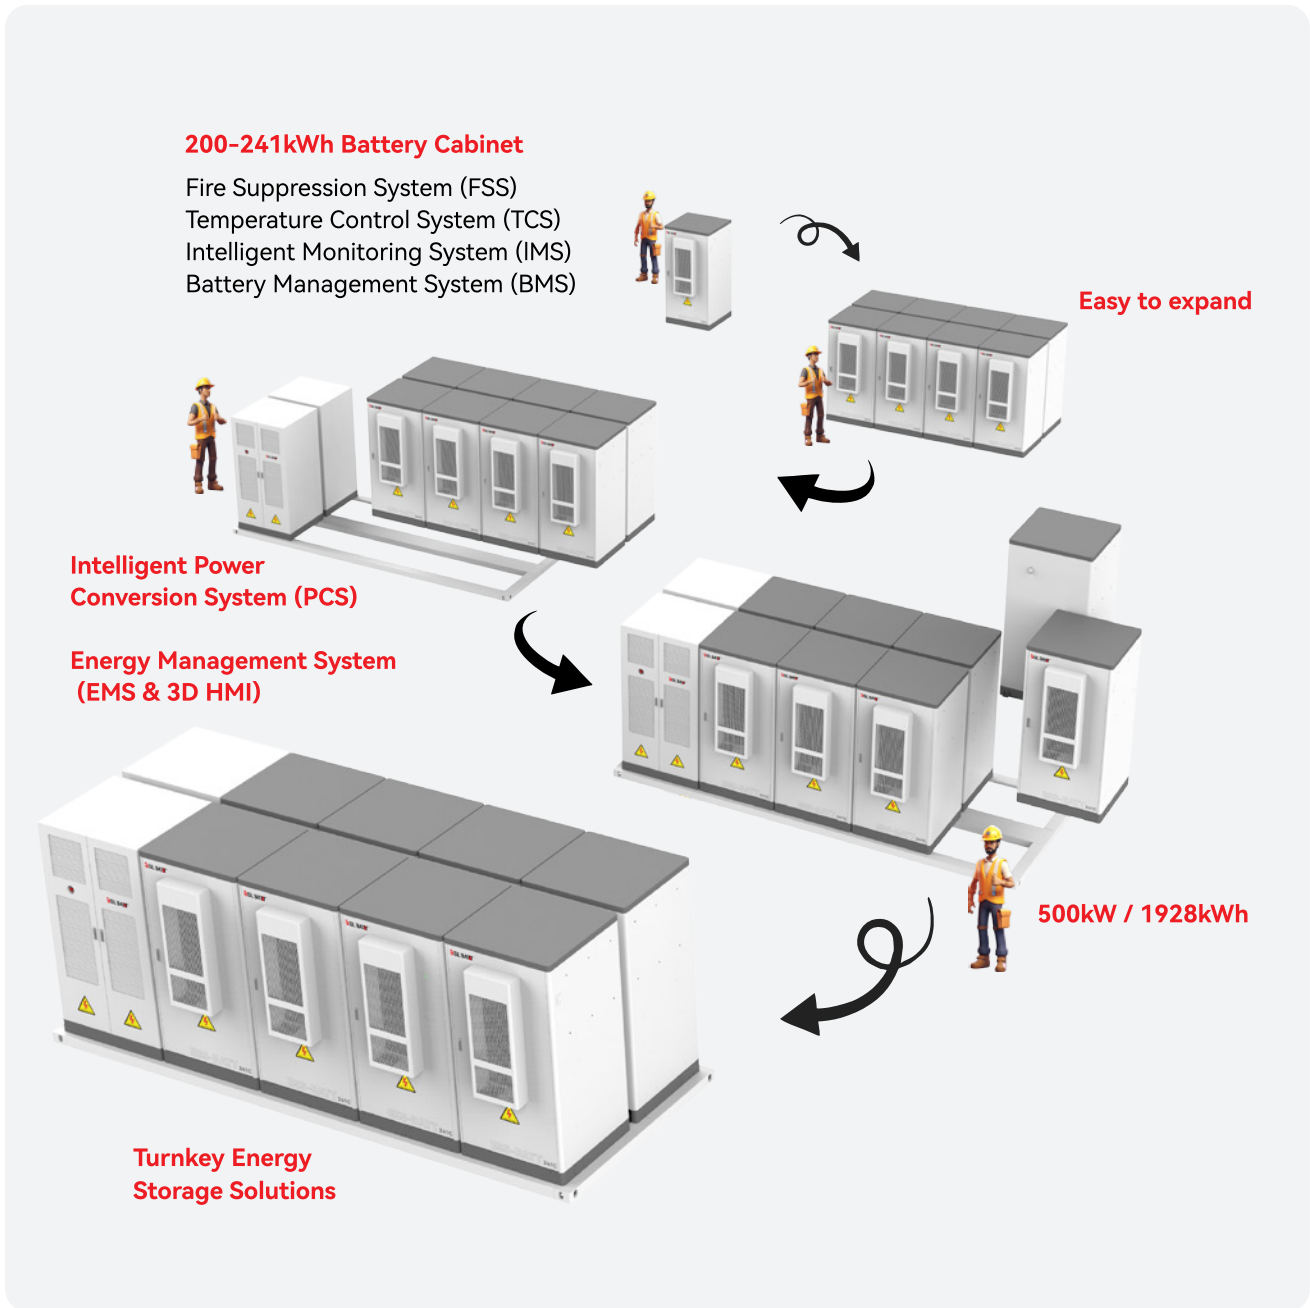 200-241kWh Battery Cabinet
Fire Suppression System (FSS)
Temperature Control System (TCS)
Intelligent Monitoring System (IMS)
Battery Management System (BMS)
Easy to expand
Intelligent Power
Conversion System (PCS)
Energy Management System
(EMS & 3D HMI)
500kW / 1928kWh
Turnkey Energy
Storage Solutions